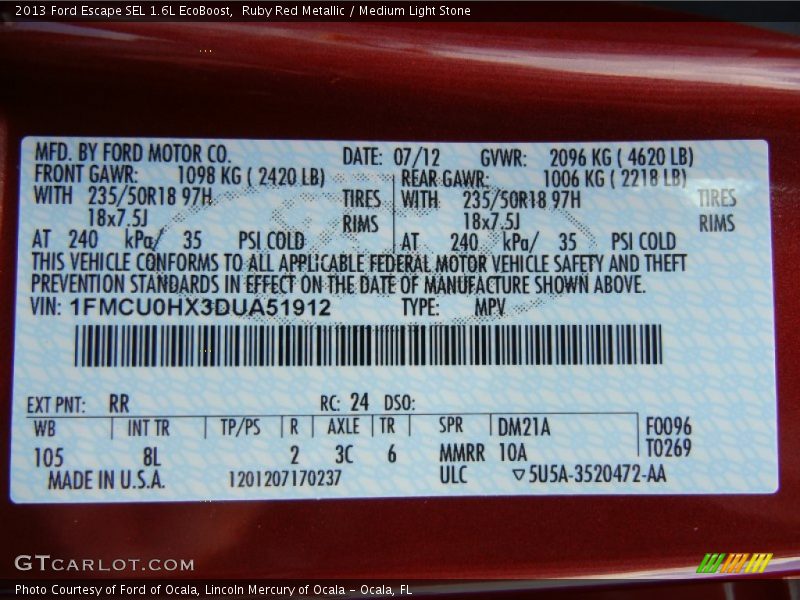 2013 Ford Escape SEL 1.6L EcoBoost,  Ruby Red Metallic / Medium Light Stone
MFD. BY FORD MOTOR CO. DATE: 07/12 GVWR: 2096 KG ( 4620 LB)
FRONT GAWR: 1098 KG ( 2420 LB) REAR GAWR: 1006 KG ( 2218 LB)
WITH 235/50R18 97H TIRES WITH 235/50R18 97H TIRES
18x7.5J RIMS 18x7.5J RIMS
AT 240 kPa/ 35 PSI COLD AT 240 kPa/ 35 PSI COLD
THIS VEHICLE CONFORMS TO ALL APPLICABLE FEDERAL MOTOR VEHICLE SAFETY AND THEFT
PREVENTION STANDARDS IN EFFECT ON THE DATE OF MANUFACTURE SHOWN ABOVE.
VIN: 1FMCU0HX3DUA51912 TYPE: MPV
EXT PNT: RR RC: 24 DSO:
WB INT TR TP/PS R AXLE TR SPR DM21A F0096
105 8L 2 3C 6 MMRR 10A T0269
MADE IN U.S.A. 1201207170237 ULC ▽5U5A-3520472-AA
GTCARLOT.COM
Photo Courtesy of Ford of Ocala, Lincoln Mercury of Ocala – Ocala, FL